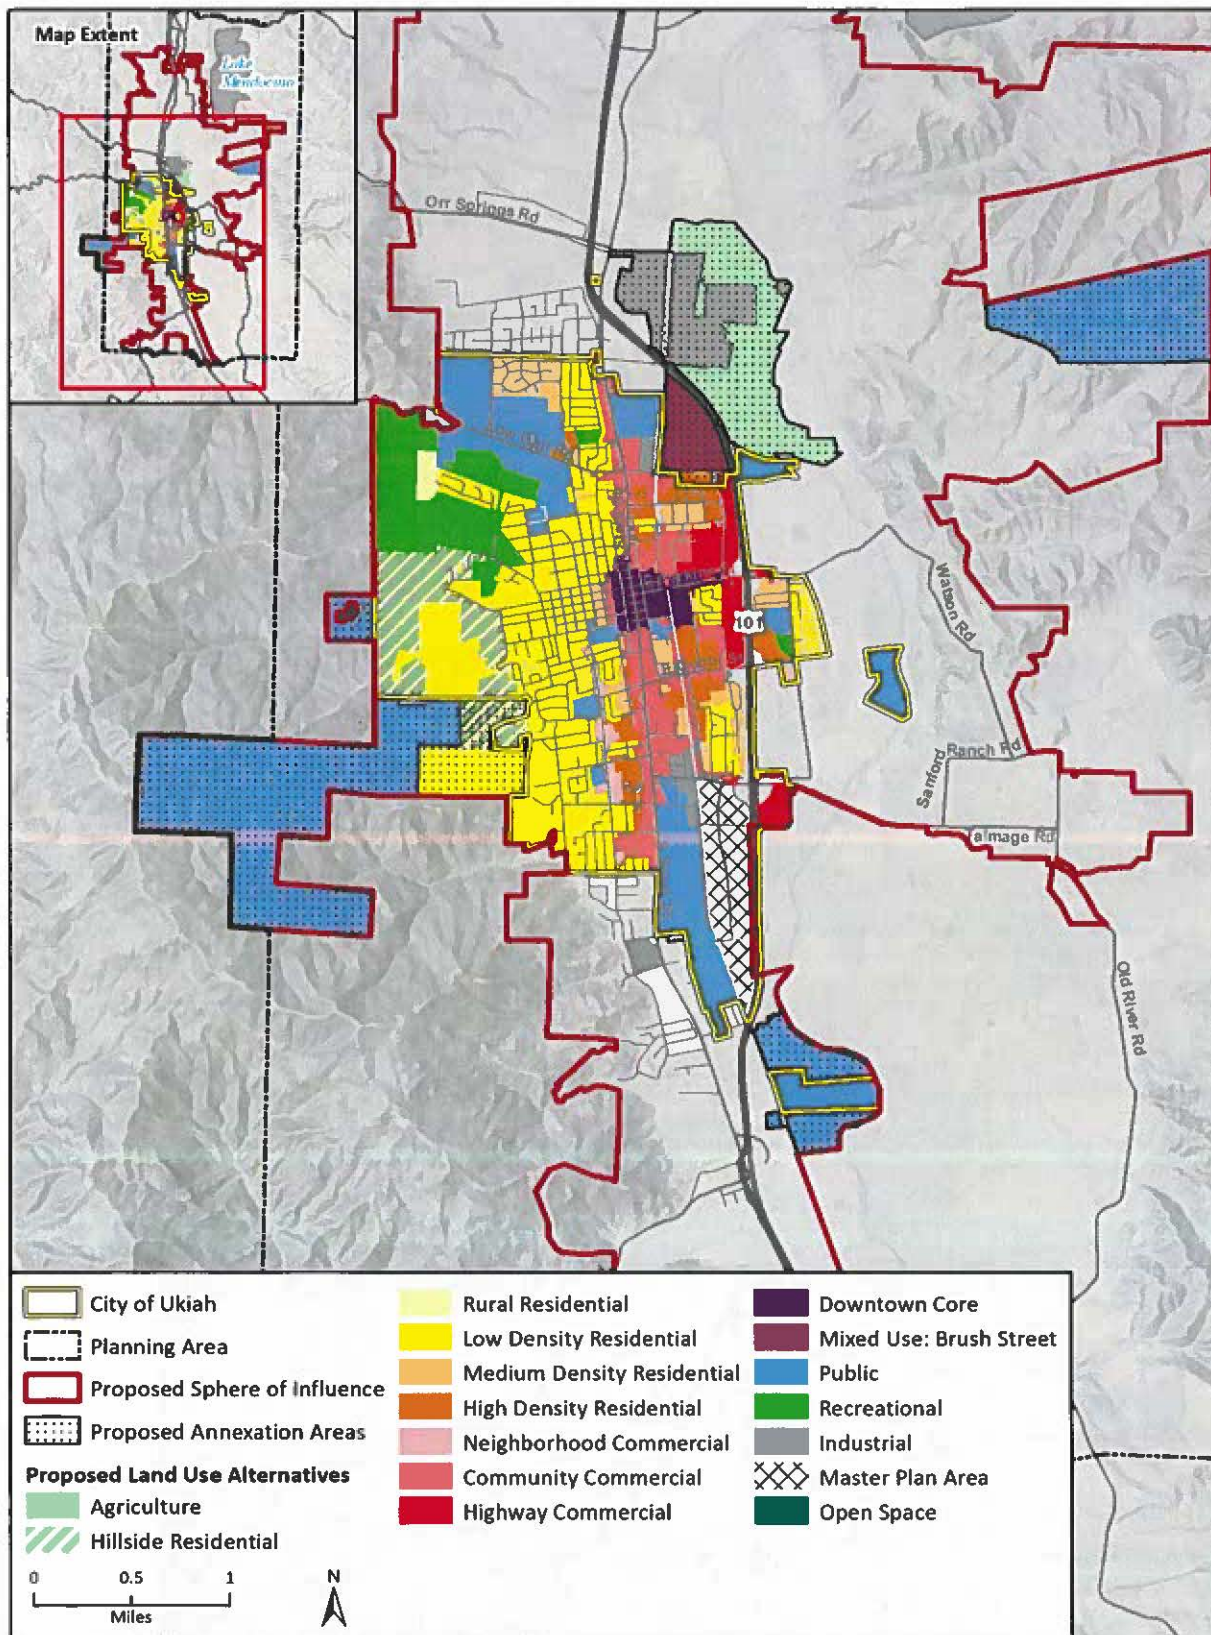 Map Extent
Lake
Mendocino
Orr Springs Rd
101
Watson Rd
Sanford
Ranch Rd
almage Rd
Old River Rd
City of Ukiah
Planning Area
Proposed Sphere of Influence
Proposed Annexation Areas
Proposed Land Use Alternatives
Agriculture
Hillside Residential
Rural Residential
Low Density Residential
Medium Density Residential
High Density Residential
Neighborhood Commercial
Community Commercial
Highway Commercial
Downtown Core
Mixed Use: Brush Street
Public
Recreational
Industrial
Master Plan Area
Open Space
0 0.5 1
Miles
N